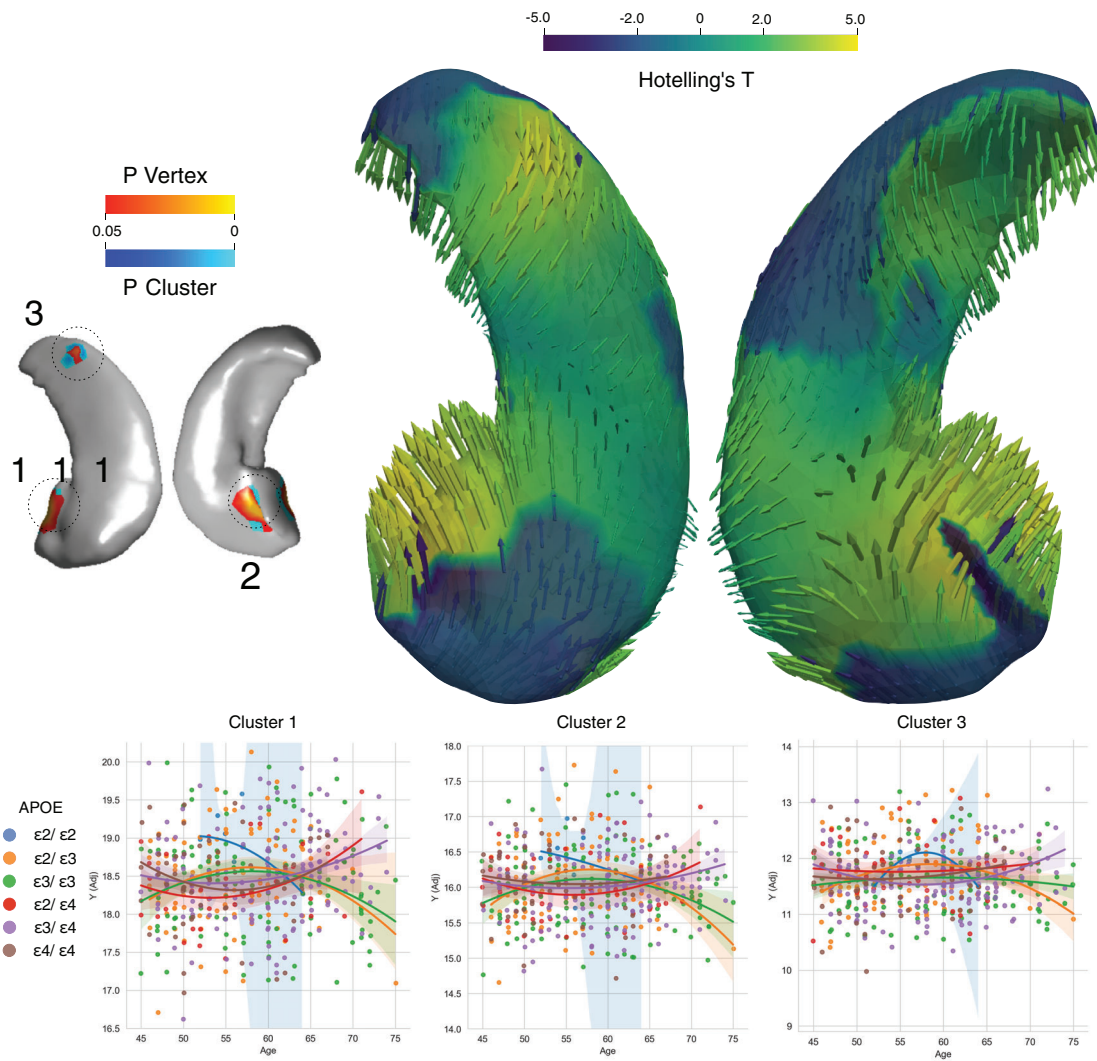 -5.0 -2.0 0 2.0 5.0
Hotelling's T
P Vertex
0.05 0
P Cluster
3
1 1 1
2
Cluster 1 Cluster 2 Cluster 3
APOE
ε2/ ε2
ε2/ ε3
ε3/ ε3
ε2/ ε4
ε3/ ε4
ε4/ ε4
Y (Adj)
20.0
19.5
19.0
18.5
18.0
17.5
17.0
16.5
45 50 55 60 65 70 75
Age
Y (Adj)
18.0
17.5
17.0
16.5
16.0
15.5
15.0
14.5
14.0
45 50 55 60 65 70 75
Age
Y (Adj)
14
13
12
11
10
9
45 50 55 60 65 70 75
Age